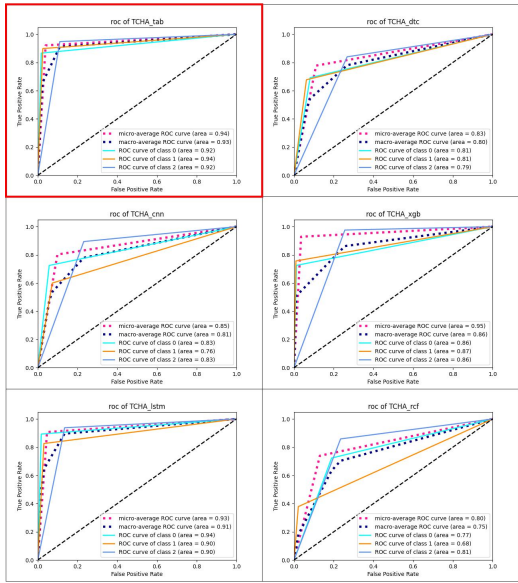 roc of TCHA_tab
True Positive Rate
1.0
0.8
0.6
0.4
0.2
0.0
micro-average ROC curve (area = 0.94)
macro-average ROC curve (area = 0.93)
ROC curve of class 0 (area = 0.92)
ROC curve of class 1 (area = 0.94)
ROC curve of class 2 (area = 0.92)
0.0 0.2 0.4 0.6 0.8 1.0
False Positive Rate
roc of TCHA_dtc
True Positive Rate
1.0
0.8
0.6
0.4
0.2
0.0
micro-average ROC curve (area = 0.83)
macro-average ROC curve (area = 0.80)
ROC curve of class 0 (area = 0.81)
ROC curve of class 1 (area = 0.81)
ROC curve of class 2 (area = 0.79)
0.0 0.2 0.4 0.6 0.8 1.0
False Positive Rate
roc of TCHA_cnn
True Positive Rate
1.0
0.8
0.6
0.4
0.2
0.0
micro-average ROC curve (area = 0.85)
macro-average ROC curve (area = 0.81)
ROC curve of class 0 (area = 0.83)
ROC curve of class 1 (area = 0.76)
ROC curve of class 2 (area = 0.83)
0.0 0.2 0.4 0.6 0.8 1.0
False Positive Rate
roc of TCHA_xgb
True Positive Rate
1.0
0.8
0.6
0.4
0.2
0.0
micro-average ROC curve (area = 0.95)
macro-average ROC curve (area = 0.86)
ROC curve of class 0 (area = 0.86)
ROC curve of class 1 (area = 0.87)
ROC curve of class 2 (area = 0.86)
0.0 0.2 0.4 0.6 0.8 1.0
False Positive Rate
roc of TCHA_lstm
True Positive Rate
1.0
0.8
0.6
0.4
0.2
0.0
micro-average ROC curve (area = 0.93)
macro-average ROC curve (area = 0.91)
ROC curve of class 0 (area = 0.94)
ROC curve of class 1 (area = 0.90)
ROC curve of class 2 (area = 0.90)
0.0 0.2 0.4 0.6 0.8 1.0
False Positive Rate
roc of TCHA_rcf
True Positive Rate
1.0
0.8
0.6
0.4
0.2
0.0
micro-average ROC curve (area = 0.80)
macro-average ROC curve (area = 0.75)
ROC curve of class 0 (area = 0.77)
ROC curve of class 1 (area = 0.68)
ROC curve of class 2 (area = 0.81)
0.0 0.2 0.4 0.6 0.8 1.0
False Positive Rate